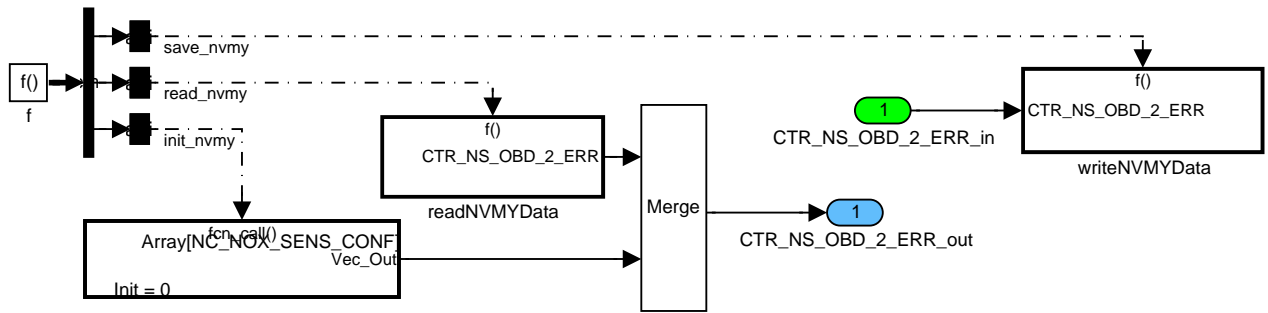 save_nvmy
f()
f()
read_nvmy
f
f()
1
CTR_NS_OBD_2_ERR
CTR_NS_OBD_2_ERR_in
init_nvmy
CTR_NS_OBD_2_ERR
writeNVMYData
readNVMYData
Merge
1
fcn_call()
Array[NC_NOX_SENS_CONF]
CTR_NS_OBD_2_ERR_out
Vec_Out
Init = 0